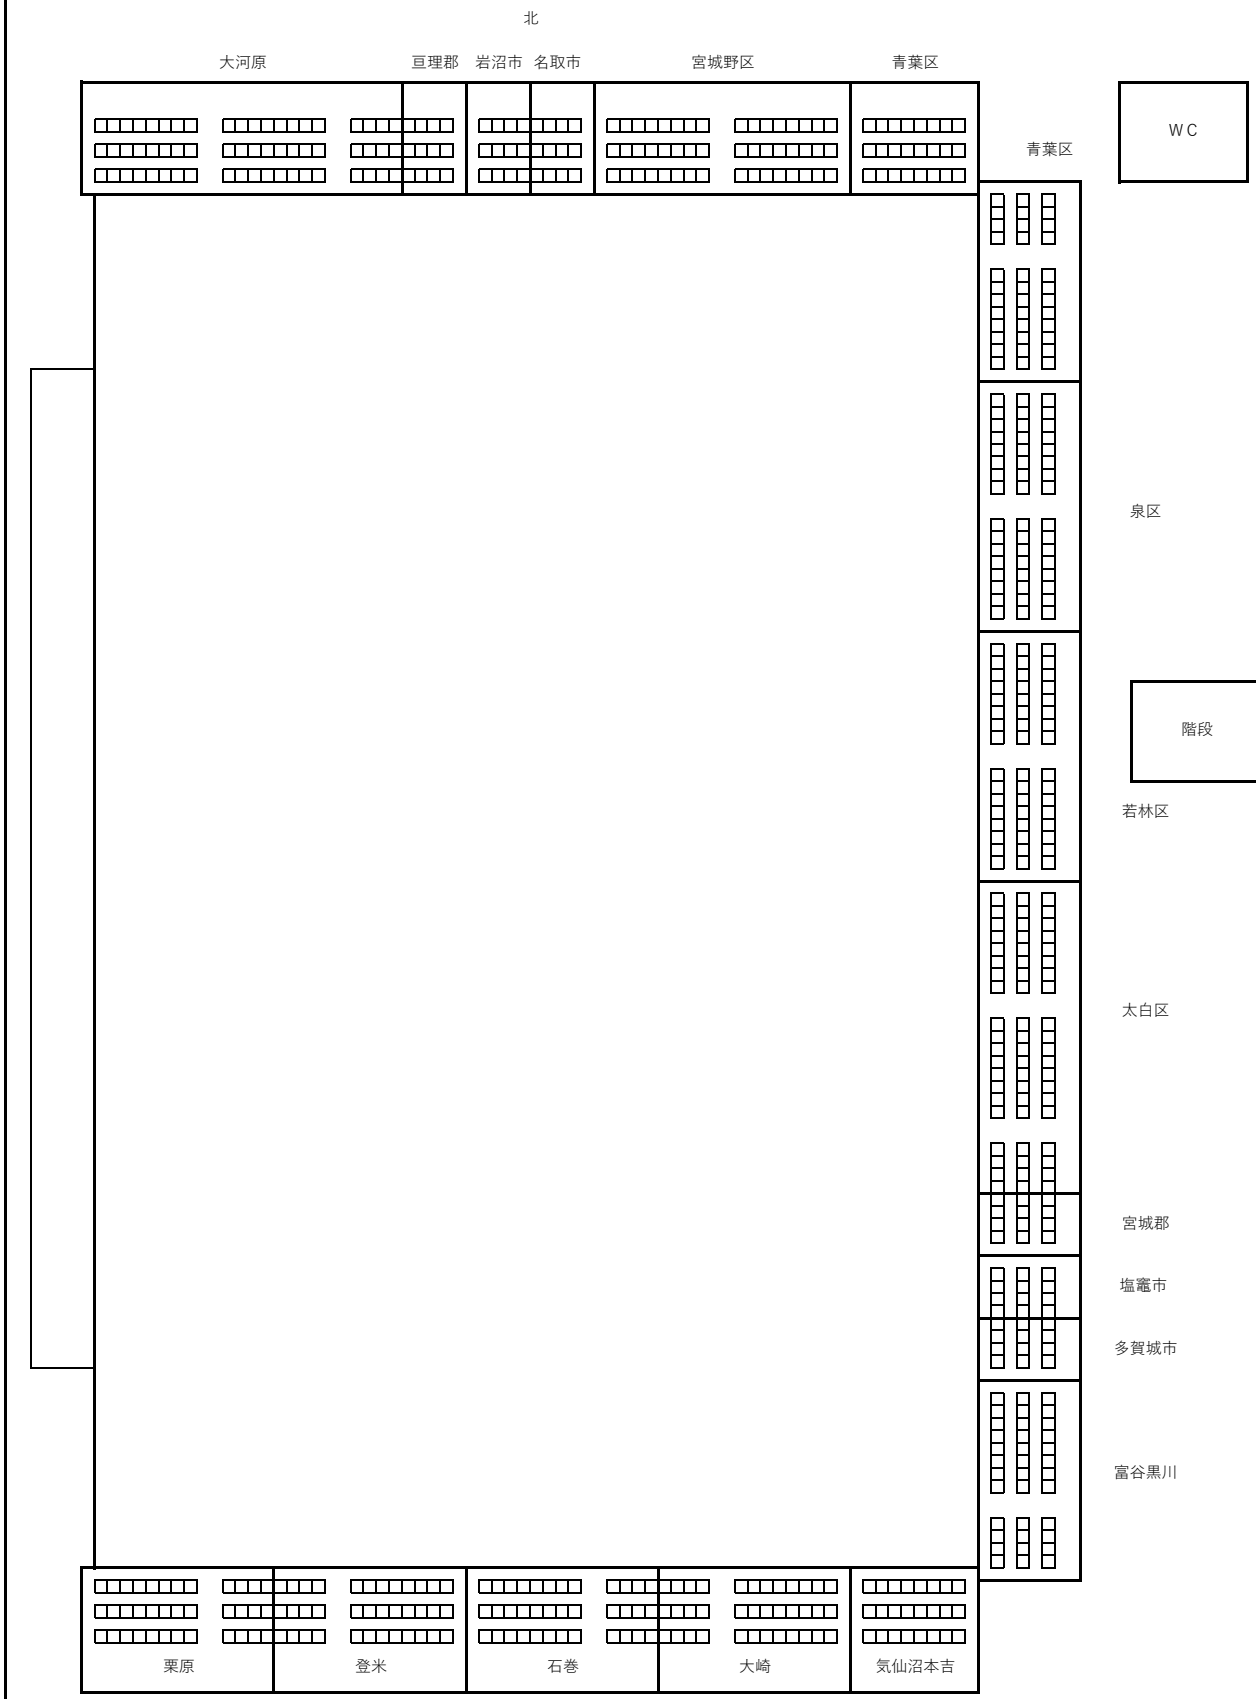 北
大河原
亘理郡
岩沼市
名取市
宮城野区
青葉区
WC
青葉区
泉区
階段
若林区
太白区
宮城郡
塩竈市
多賀城市
富谷黒川
栗原
登米
石巻
大崎
気仙沼本吉